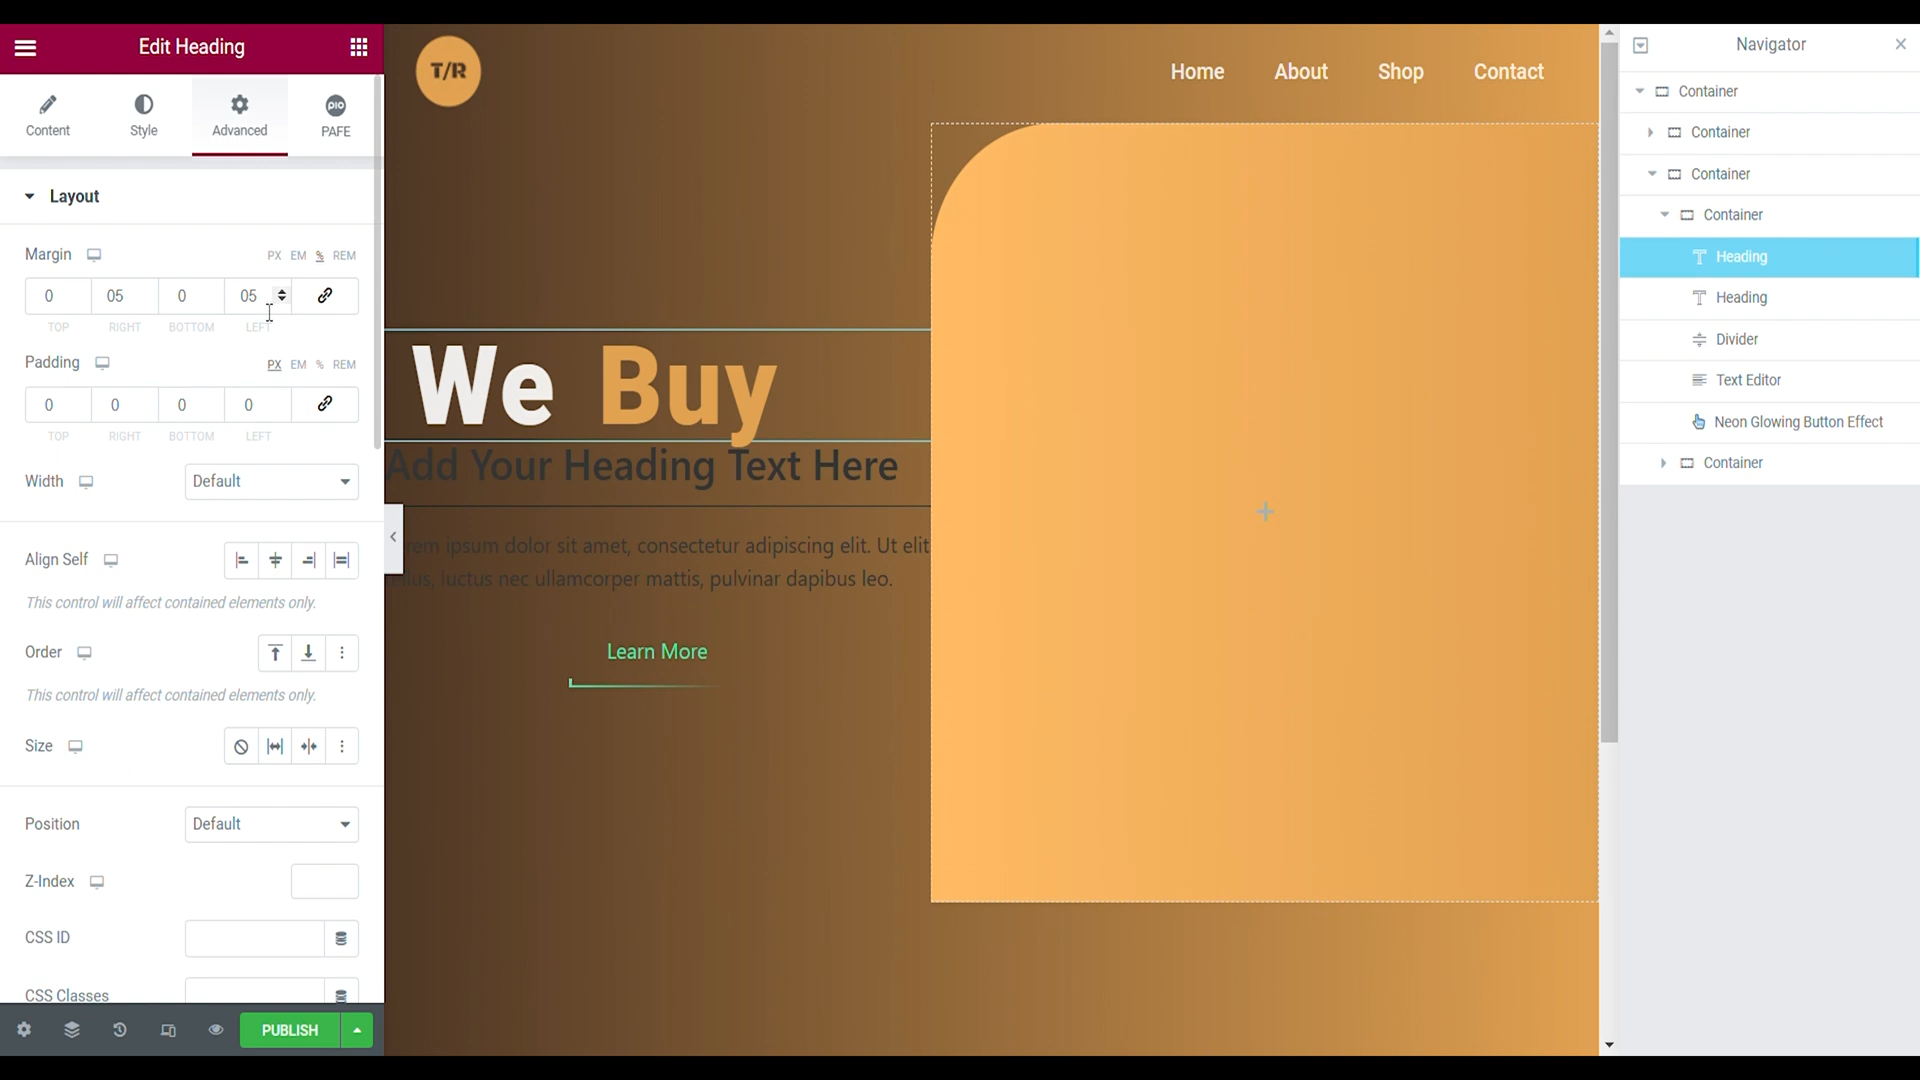 Edit Heading
Content
Style
Advanced
pio
PAFE
Layout
Margin
PX EM % REM
0 05 0 05
TOP RIGHT BOTTOM LEFT
Padding
PX EM % REM
0 0 0 0
TOP RIGHT BOTTOM LEFT
Width
Default
Align Self
This control will affect contained elements only.
Order
This control will affect contained elements only.
Size
Position
Default
Z-Index
CSS ID
CSS Classes
PUBLISH
T/R
Home About Shop Contact
We Buy
Add Your Heading Text Here
ipsum dolor sit amet, consectetur adipiscing elit. Ut elit
luctus nec ullamcorper mattis, pulvinar dapibus leo.
Learn More
Navigator
Container
Container
Container
Container
Heading
Heading
Divider
Text Editor
Neon Glowing Button Effect
Container